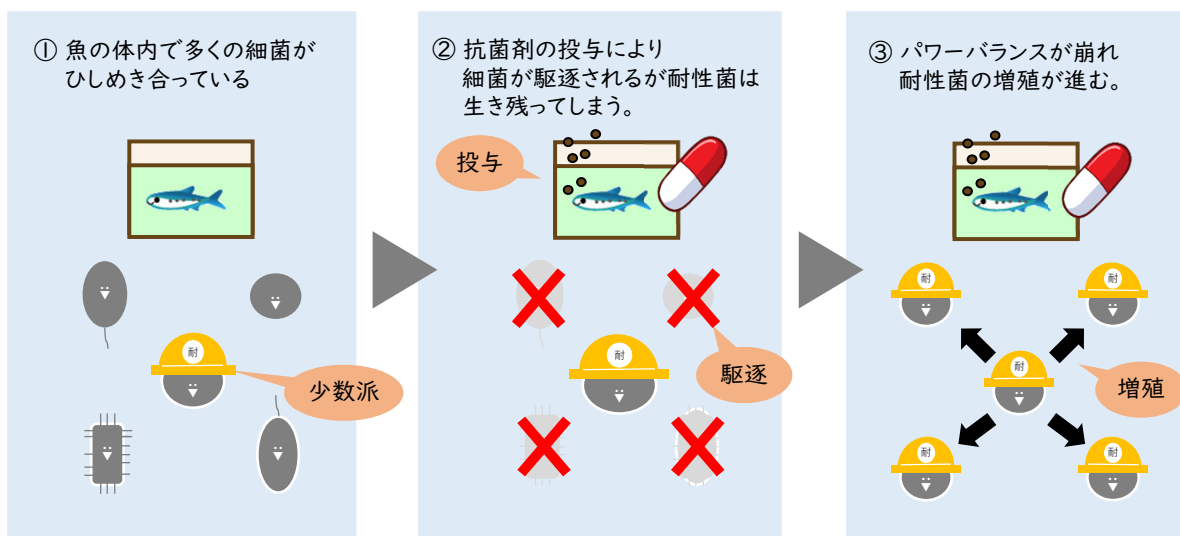 ① 魚の体内で多くの細菌が
ひしめき合っている
耐
少数派
② 抗菌剤の投与により
細菌が駆逐されるが耐性菌は
生き残ってしまう。
投与
耐
駆逐
③ パワーバランスが崩れ
耐性菌の増殖が進む。
耐
耐
耐
増殖
耐
耐